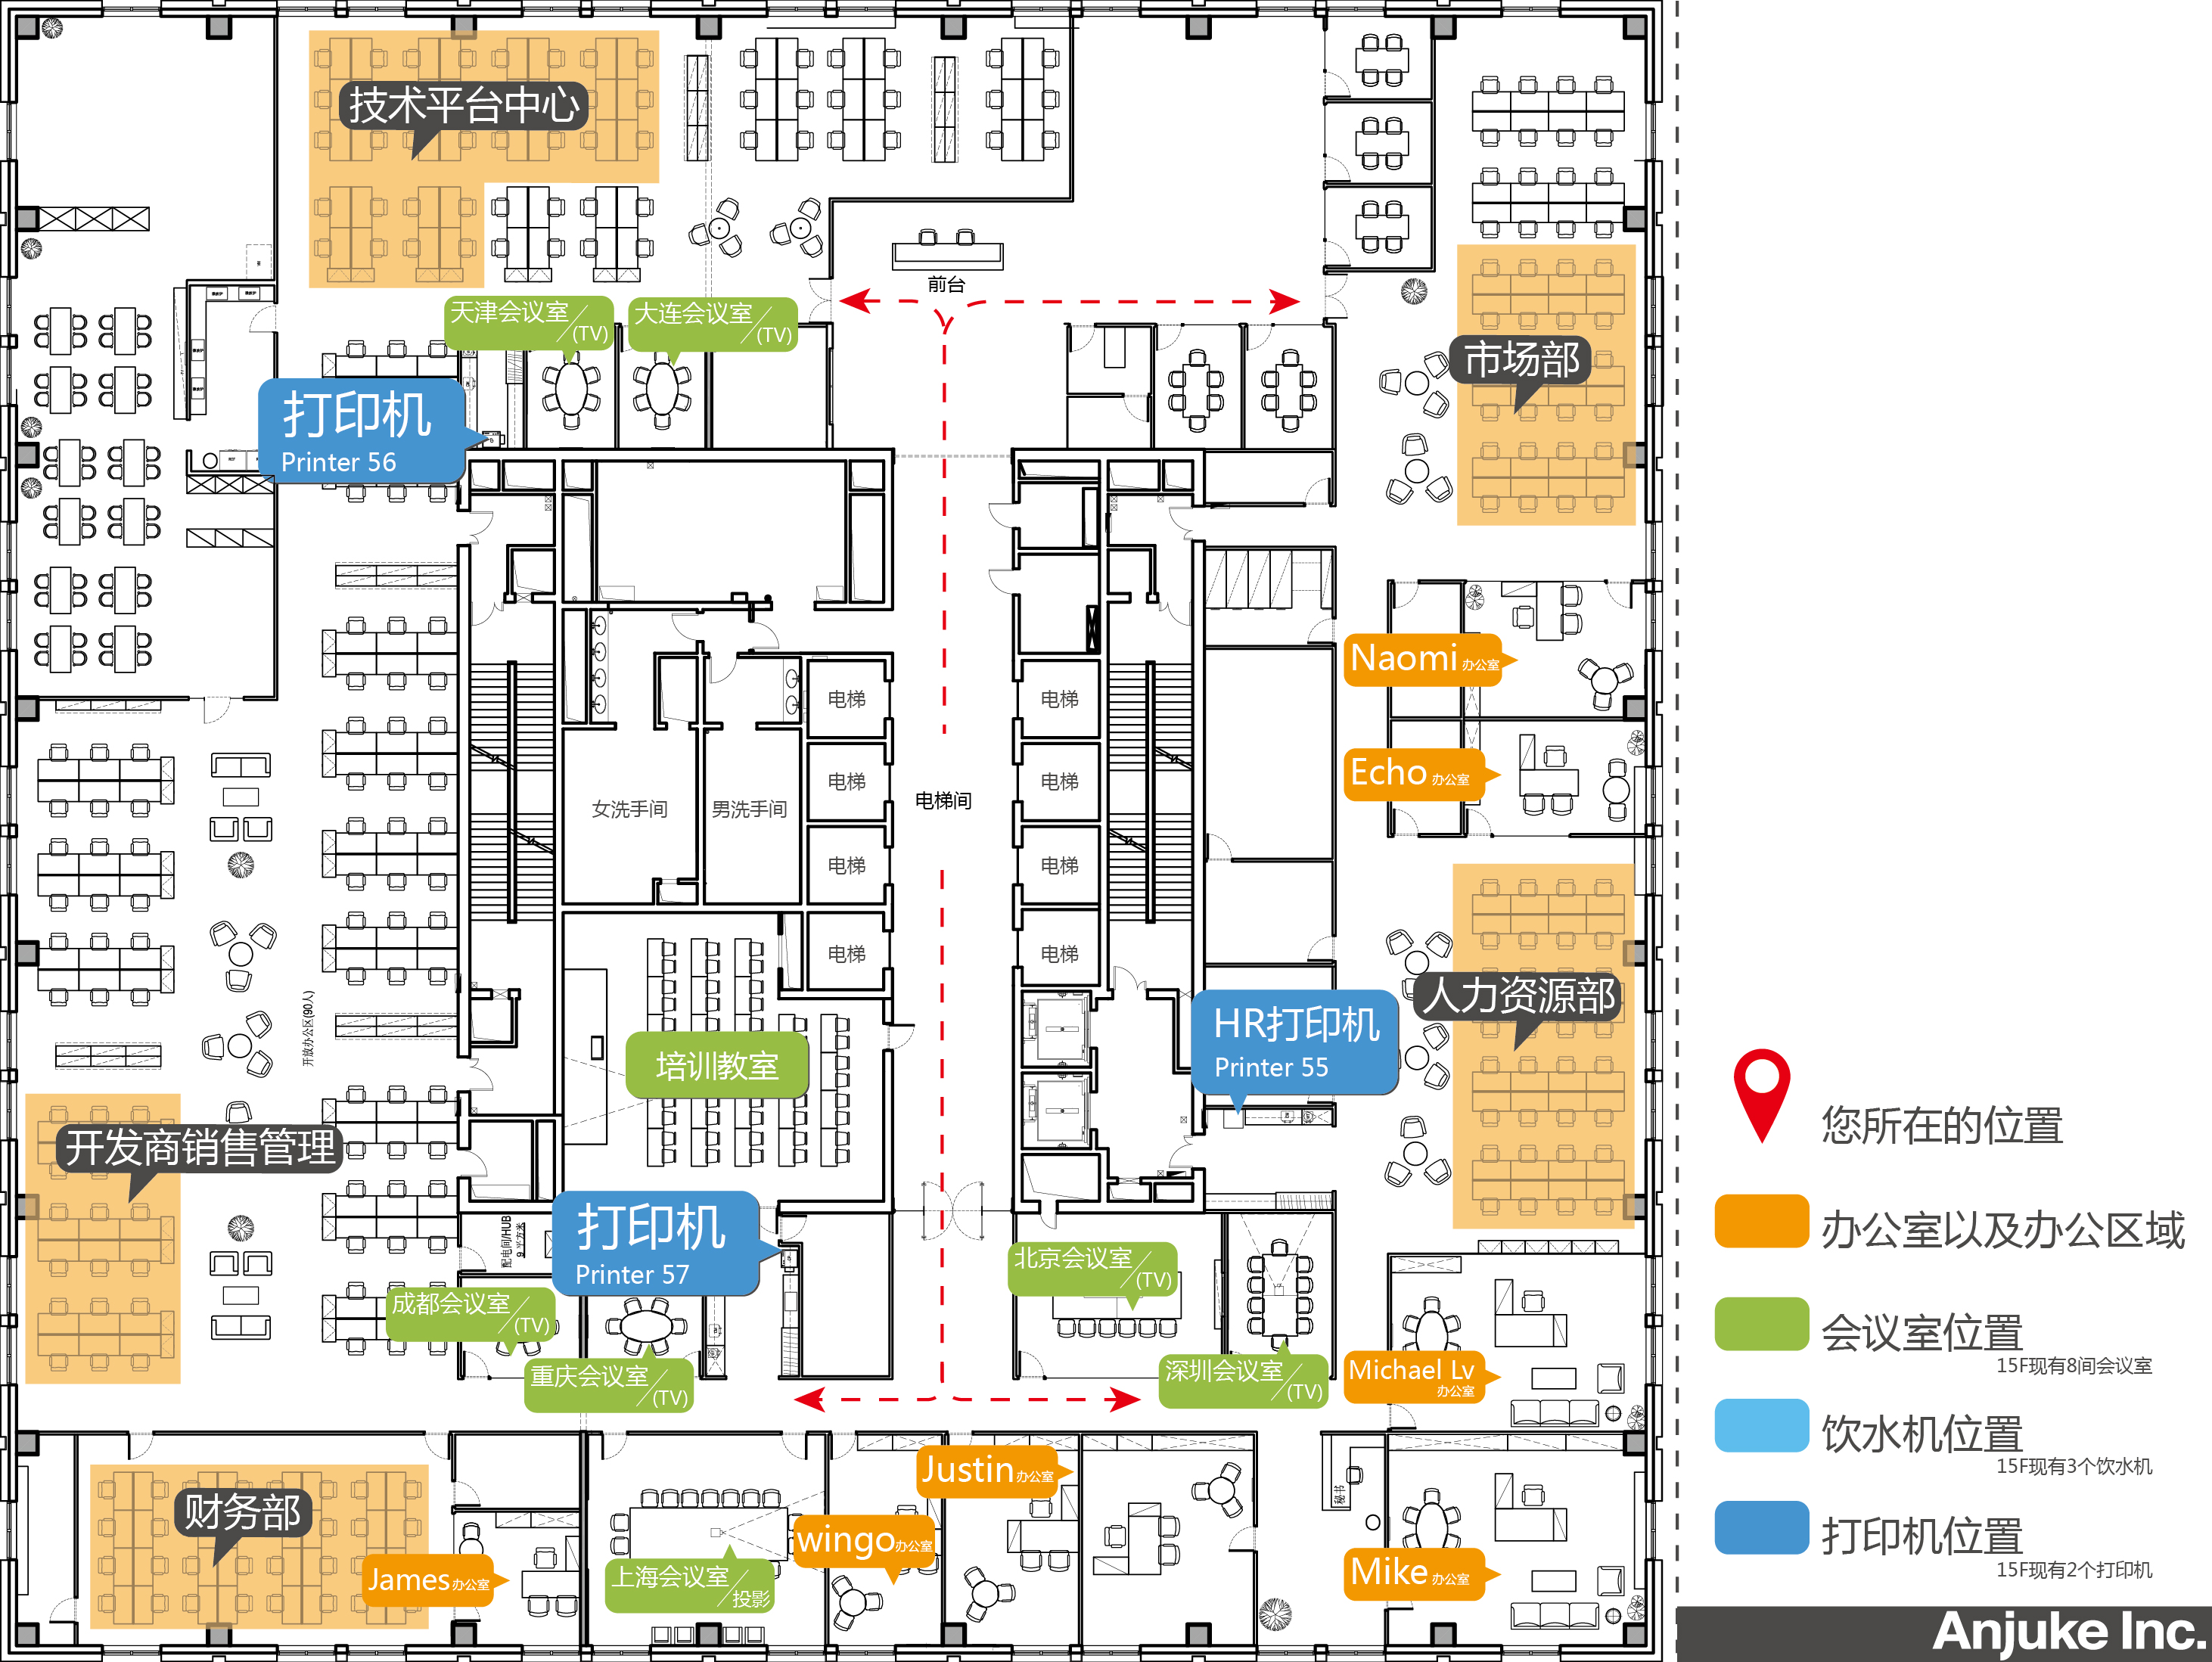 技术平台中心
前台
天津会议室
(TV)
大连会议室
(TV)
市场部
打印机
Printer 56
Naomi 办公室
Echo 办公室
电梯
电梯
电梯
电梯
电梯
电梯
电梯
电梯
电梯间
女洗手间
男洗手间
开放办公区(90人)
人力资源部
HR打印机
Printer 55
培训教室
开发商销售管理
打印机
Printer 57
配电间/HUB
9 平方米
成都会议室
(TV)
重庆会议室
(TV)
北京会议室
(TV)
深圳会议室
(TV)
Michael Lv
办公室
Justin 办公室
wingo 办公室
秘书
财务部
James 办公室
上海会议室
投影
Mike 办公室
您所在的位置
办公室以及办公区域
会议室位置
15F现有8间会议室
饮水机位置
15F现有3个饮水机
打印机位置
15F现有2个打印机
Anjuke Inc.